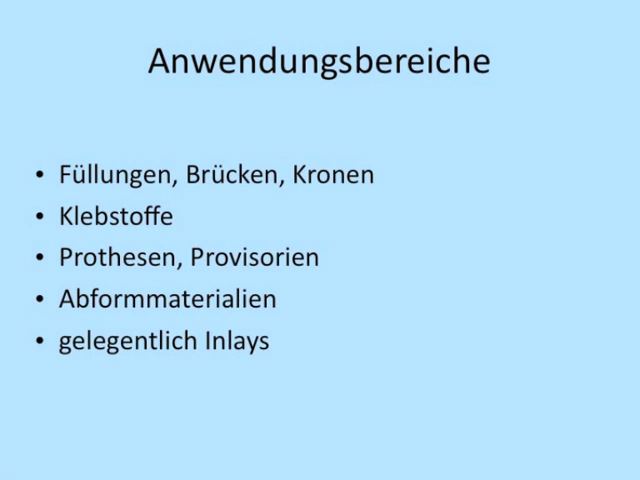 Anwendungsbereiche
• Füllungen, Brücken, Kronen
• Klebstoffe
• Prothesen, Provisorien
• Abformmaterialien
• gelegentlich Inlays